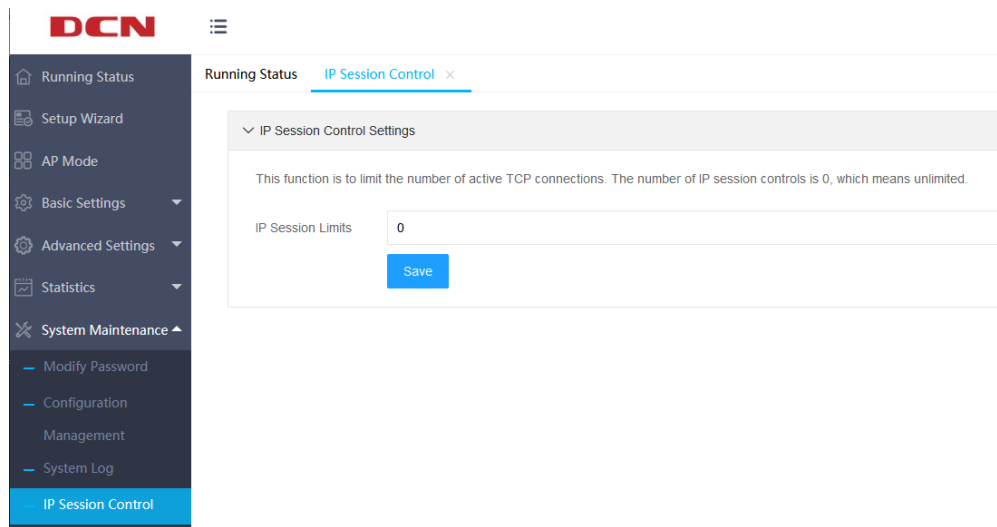 DCN
Running Status
Setup Wizard
AP Mode
Basic Settings
Advanced Settings
Statistics
System Maintenance
Modify Password
Configuration
Management
System Log
IP Session Control
Running Status IP Session Control ×
IP Session Control Settings
This function is to limit the number of active TCP connections. The number of IP session controls is 0, which means unlimited.
IP Session Limits 0
Save